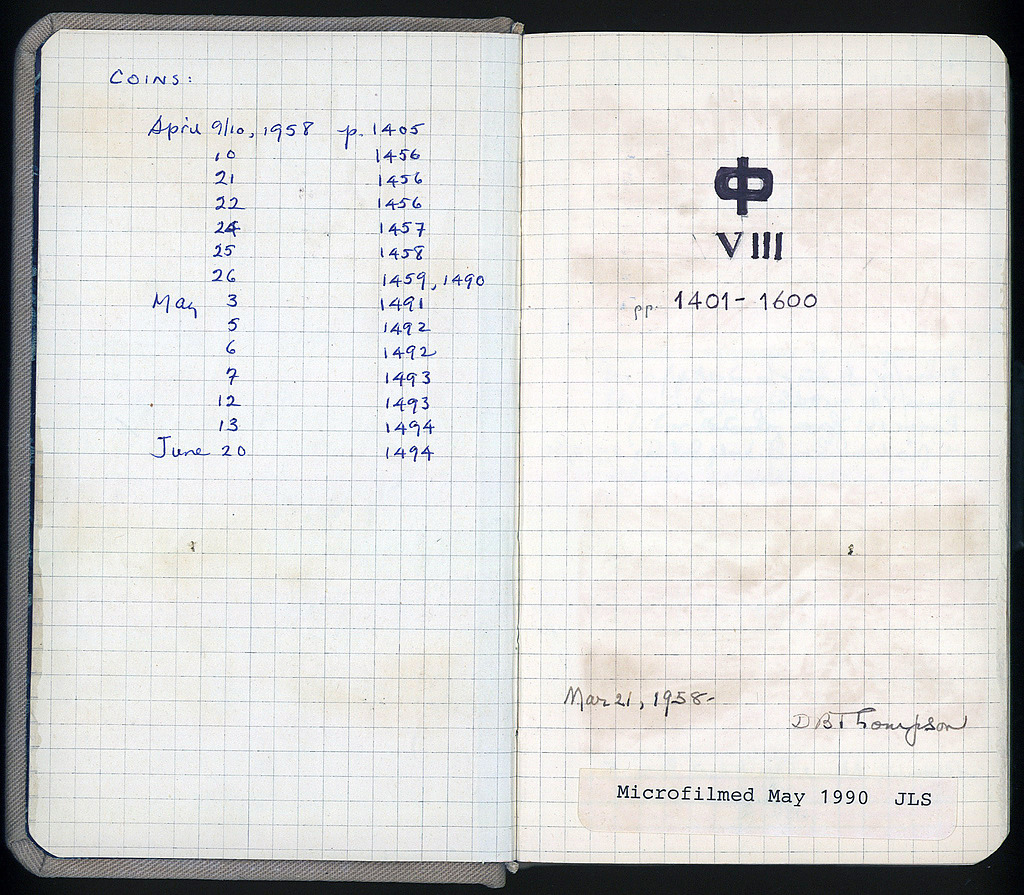 COINS:
April 9/10, 1958 p. 1405
10 1456
21 1456
22 1456
24 1457
25 1458
26 1459, 1490
May 3 1491
5 1492
6 1492
7 1493
12 1493
13 1494
June 20 1494
Φ
VIII
pp. 1401- 1600
Mar 21, 1958-
D B Thompson
Microfilmed May 1990 JLS